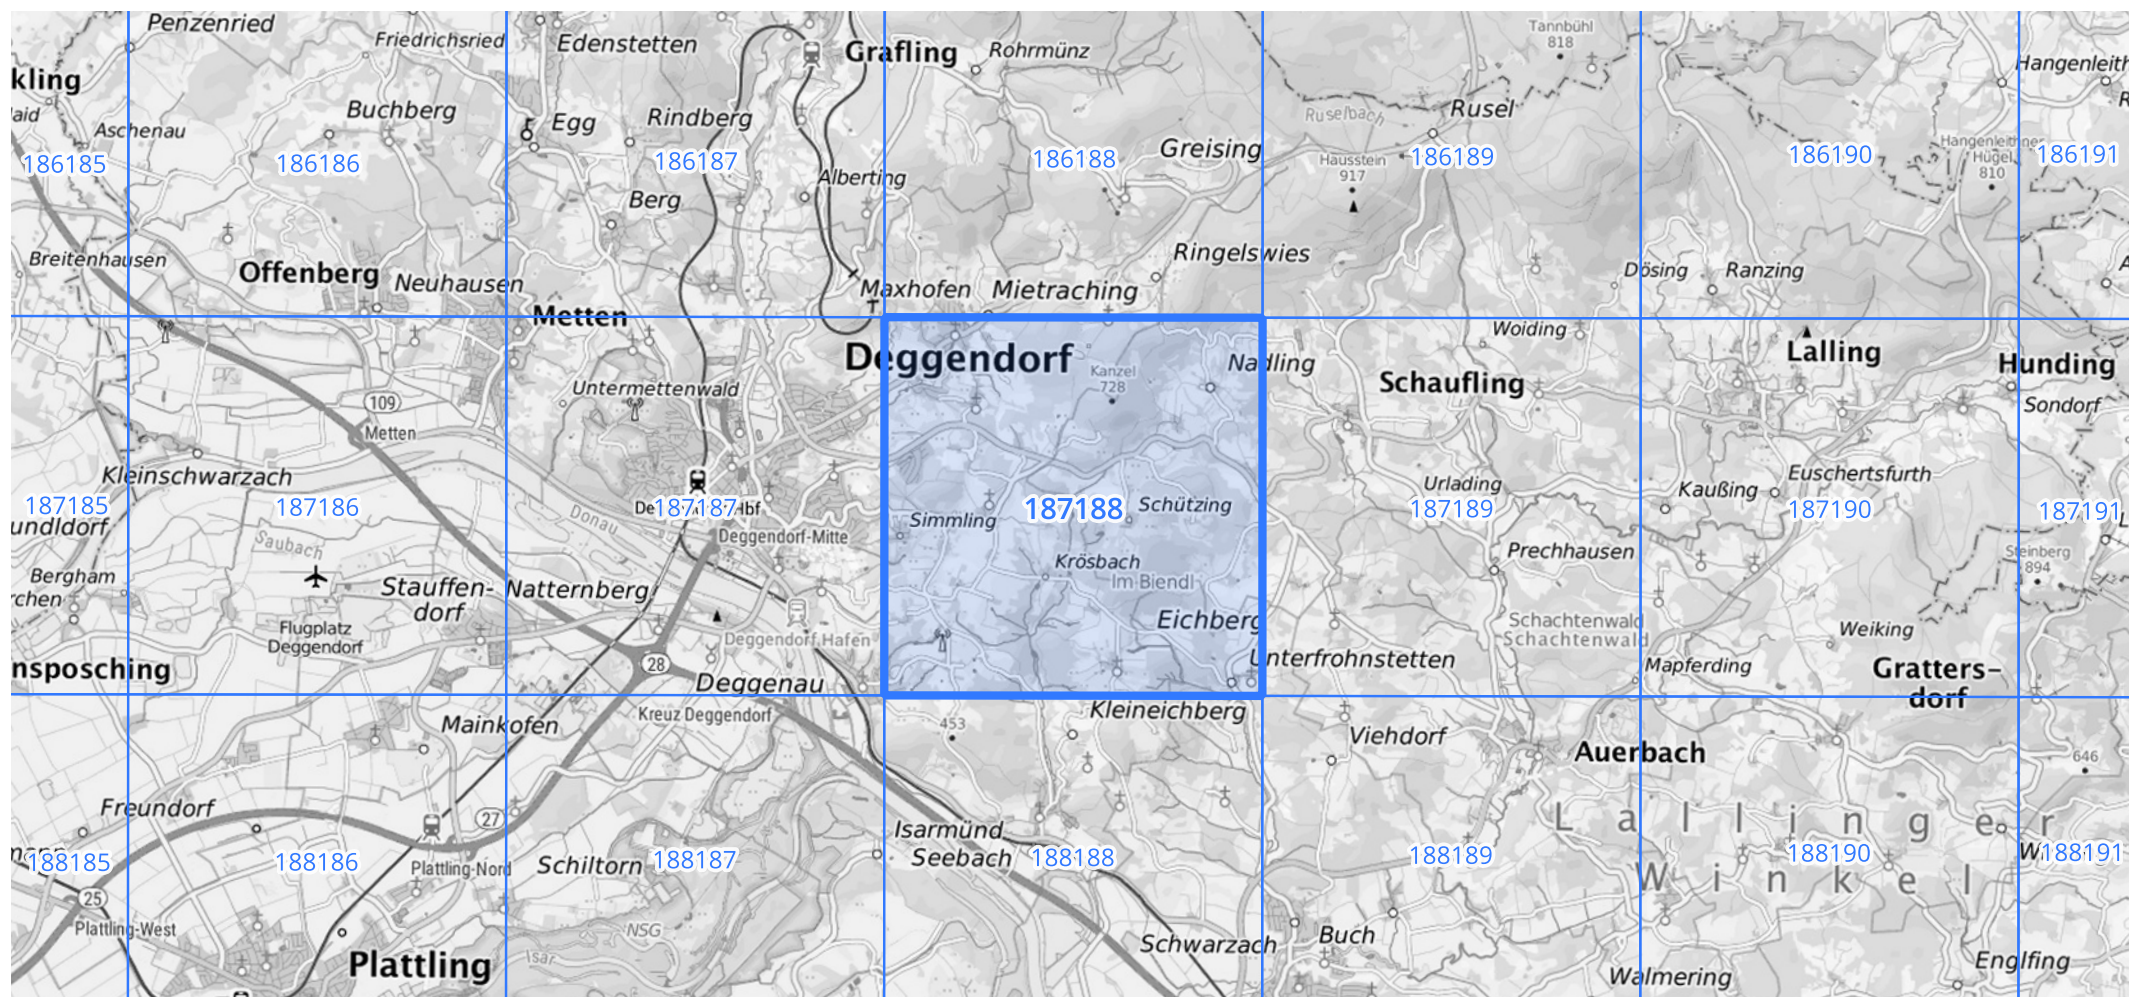 Penzenried
Friedrichsried
Edenstetten
Grafling
Rohrmünz
Tannbühl
818
Hangenleith
kling
laid
Aschenau
Buchberg
Egg
Rindberg
Greising
Ruselbach
Rusel
Hausstein
917
Hangenleithner
Hügel
810
R
186185
186186
186187
186188
186189
186190
186191
Alberting
Berg
Breitenhausen
Offenberg
Neuhausen
Maxhofen
Mietraching
Ringelswies
Dösing
Ranzing
A
Metten
Deggendorf
Kanzel
728
Nadling
Woiding
Schaufling
Lalling
Hunding
Sondorf
Untermettenwald
109
Metten
Kleinschwarzach
Urlading
Kaußing
Euschertsfurth
187185
187186
187187
187188
187189
187190
187191
undldorf
Saubach
Donau
Deggendorf-Mitte
Simmling
Schützing
Krösbach
Im Biendl
Prechhausen
Steinberg
894
L
Bergham
rchen
Stauffen-
dorf
Natternberg
Flugplatz
Deggendorf
Deggendorf Hafen
Eichberg
Schachtenwald
Schachtenwald
Weiking
nsposching
28
Deggenau
Unterfrohnstetten
Mapferding
Gratters-
dorf
Mainkofen
Kreuz Deggendorf
453
Kleineichberg
Viehdorf
Auerbach
646
Freundorf
27
Plattling-Nord
Schiltorn
Isarmünd
Seebach
Lallinger
Winkel
188185
188186
188187
188188
188189
188190
188191
25
Plattling-West
Plattling
NSG
Isar
Schwarzach
Buch
Walmering
Englfing